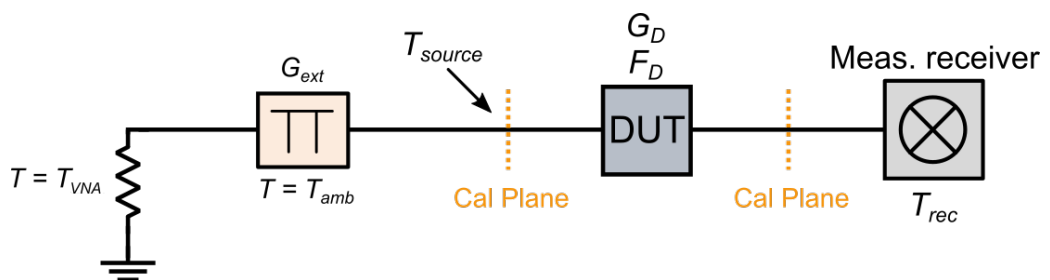 G_D
F_D
T_source
Meas. receiver
G_ext
DUT
T = T_VNA
T = T_amb
Cal Plane
Cal Plane
T_rec